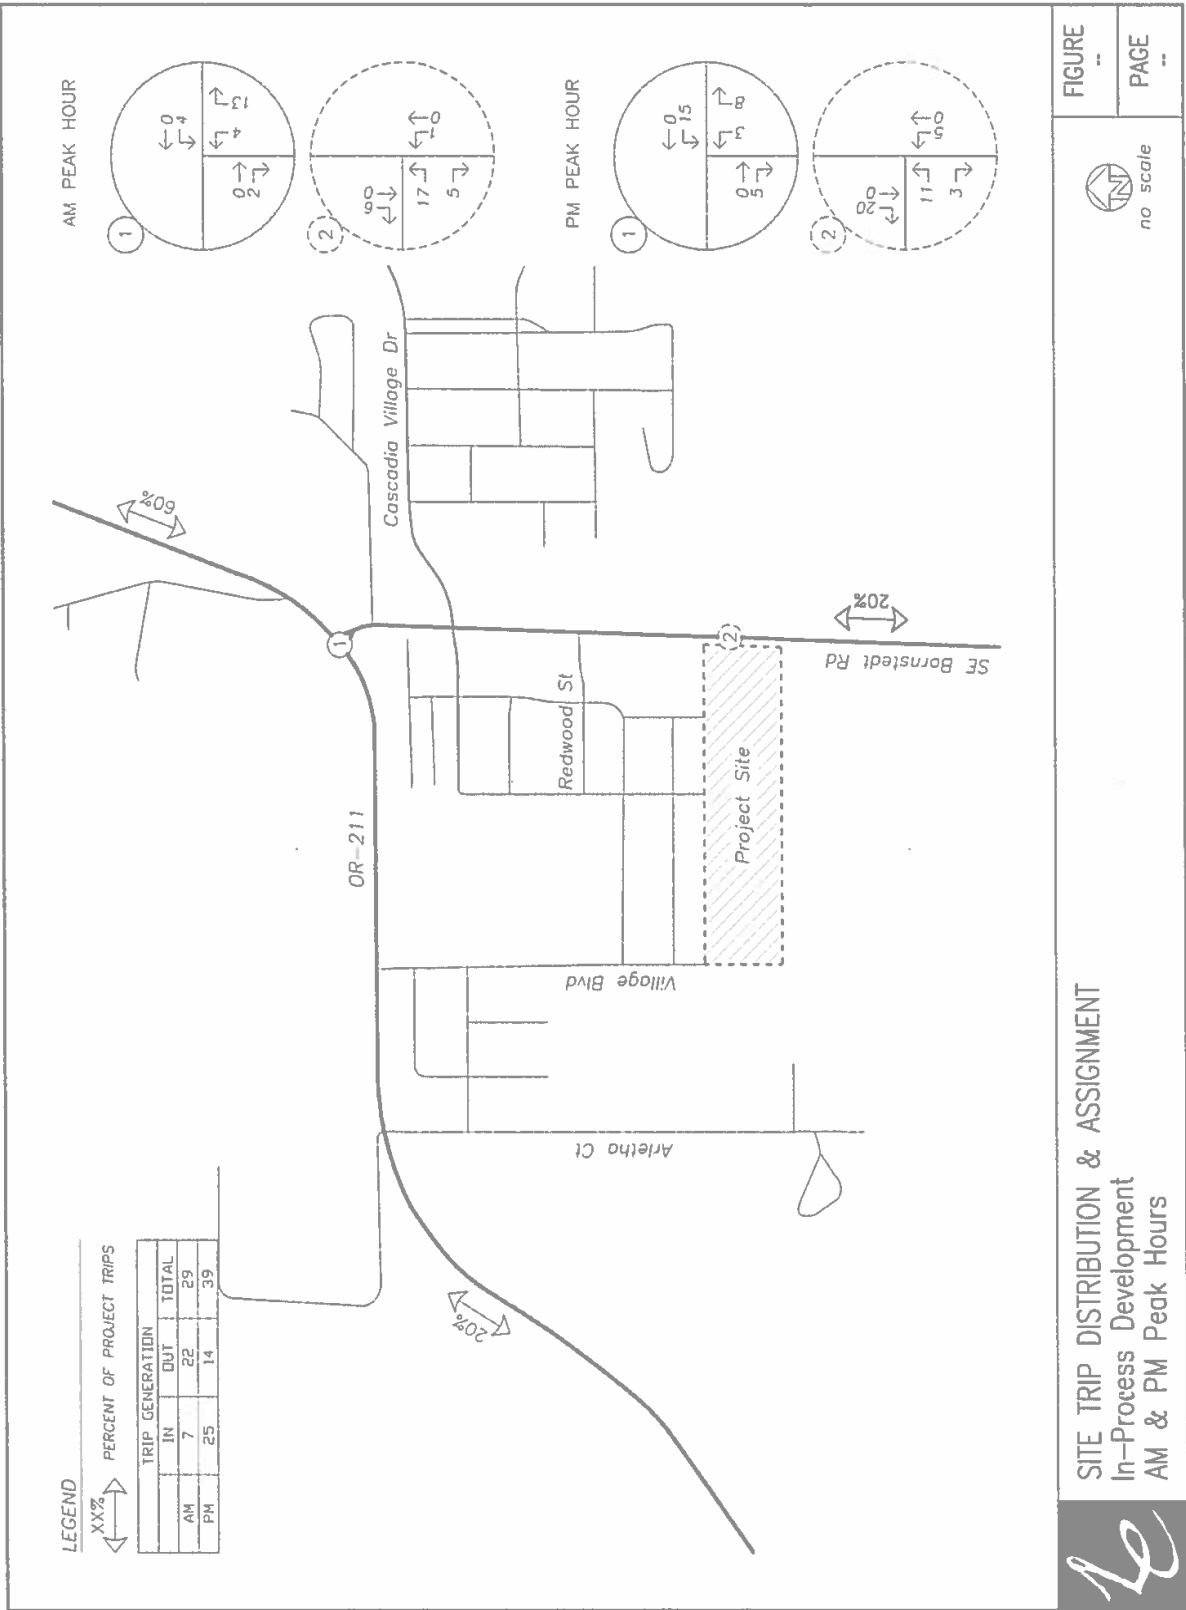 LEGEND
XX%
PERCENT OF PROJECT TRIPS
TRIP GENERATION
IN OUT TOTAL
AM 7 22 29
PM 25 14 39
60%
20%
20%
OR-211
Cascadia Village Dr
Redwood St
SE Bornstedt Rd
Village Blvd
Arletha Ct
Project Site
1
2
AM PEAK HOUR
1
0
4
0
2
4
13
2
6
0
17
5
1
0
PM PEAK HOUR
1
0
15
0
5
3
8
2
20
0
11
3
5
0
N
no scale
SITE TRIP DISTRIBUTION & ASSIGNMENT
In-Process Development
AM & PM Peak Hours
FIGURE
--
PAGE
--